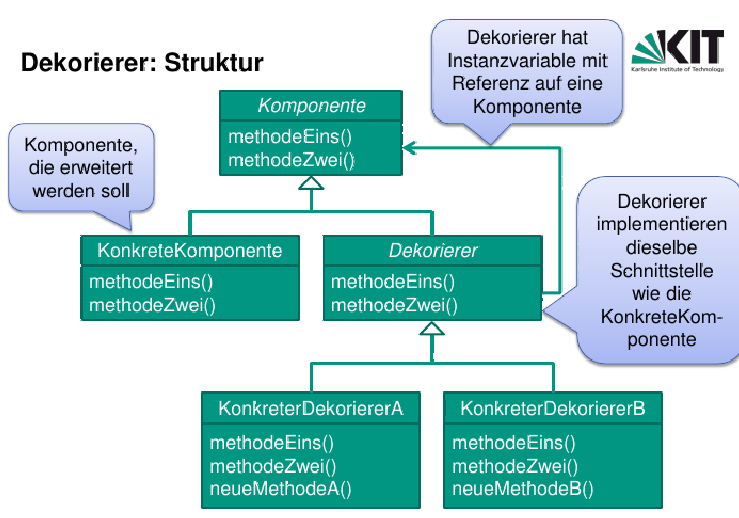 Dekorierer: Struktur
Dekorierer hat
Instanzvariable mit
Referenz auf eine
Komponente
KIT
Karlsruhe Institute of Technology
Komponente
methodeEins()
methodeZwei()
Komponente,
die erweitert
werden soll
Dekorierer
implementieren
dieselbe
Schnittstelle
wie die
KonkreteKom-
ponente
KonkreteKomponente
methodeEins()
methodeZwei()
Dekorierer
methodeEins()
methodeZwei()
KonkreterDekoriererA
methodeEins()
methodeZwei()
neueMethodeA()
KonkreterDekoriererB
methodeEins()
methodeZwei()
neueMethodeB()